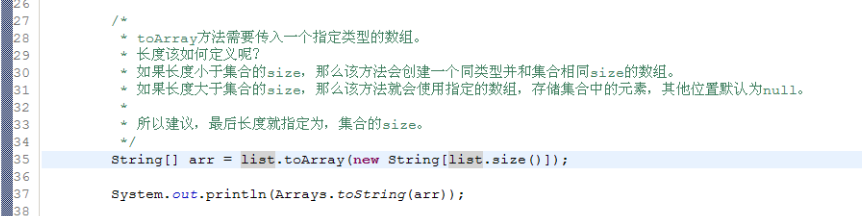 26
27 /*
28 * toArray方法需要传入一个指定类型的数组。
29 * 长度该如何定义呢?
30 * 如果长度小于集合的size，那么该方法会创建一个同类型并和集合相同size的数组。
31 * 如果长度大于集合的size，那么该方法就会使用指定的数组，存储集合中的元素，其他位置默认为null。
32 *
33 * 所以建议，最后长度就指定为，集合的size。
34 */
35 String[] arr = list.toArray(new String[list.size()]);
36
37 System.out.println(Arrays.toString(arr));
38